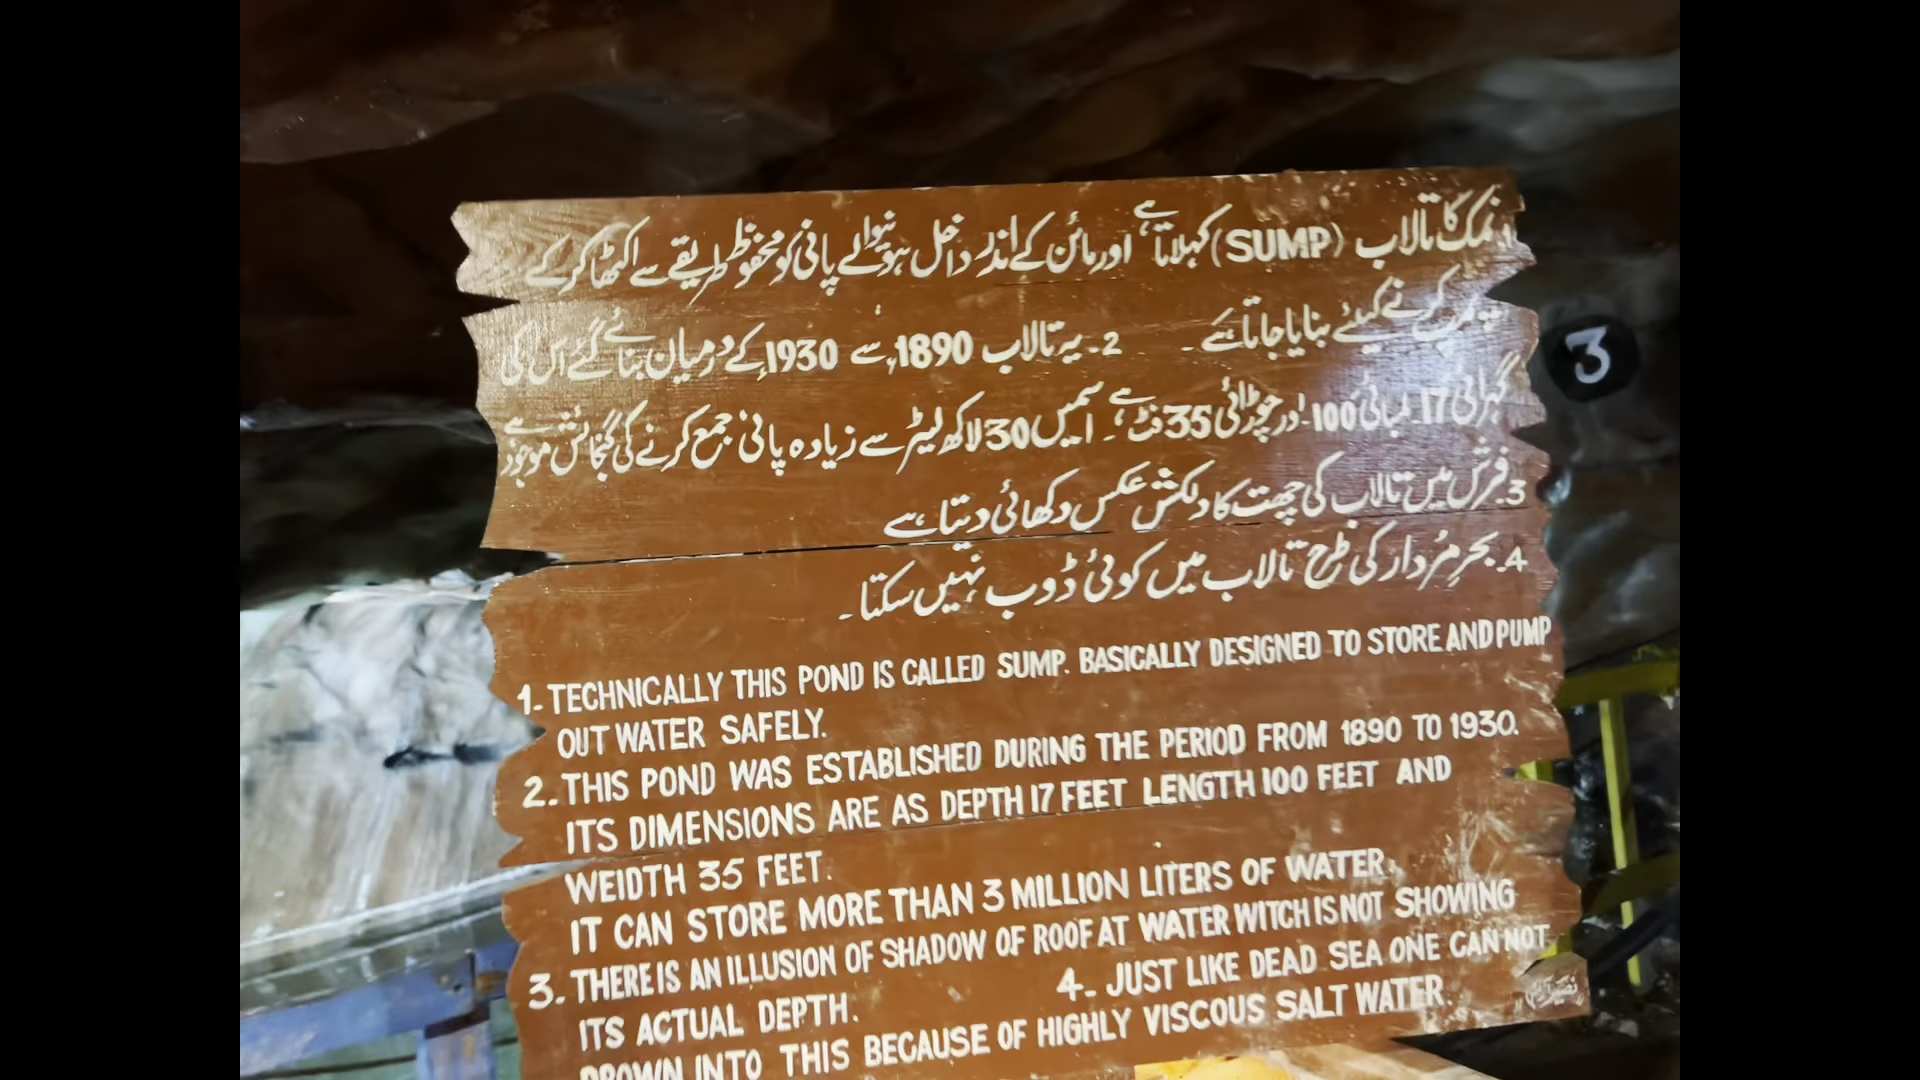 نمک کا تالاب (SUMP) کہلاتا ہے اور مائن کے اندر داخل ہونیوالے پانی کو محفوظ طریقے سے اکٹھا کر کے
پمپ کرنے کیلئے بنایا جاتا ہے۔ 2۔ یہ تالاب 1890ء سے 1930ء کے درمیان بنائے گئے اس کی
گہرائی 17۔ لمبائی 100۔ اور چوڑائی 35 فٹ ہے۔ اسمیں 30 لاکھ لیٹر سے زیادہ پانی جمع کرنے کی گنجائش موجود ہے
3۔ فرش میں تالاب کی چھت کا دلکش عکس دکھائی دیتا ہے
4۔ بحرِ مُردار کی طرح تالاب میں کوئی ڈوب نہیں سکتا۔
3
1- TECHNICALLY THIS POND IS CALLED SUMP. BASICALLY DESIGNED TO STORE AND PUMP
OUT WATER SAFELY.
2. THIS POND WAS ESTABLISHED DURING THE PERIOD FROM 1890 TO 1930.
ITS DIMENSIONS ARE AS DEPTH 17 FEET LENGTH 100 FEET AND
WEIDTH 35 FEET.
IT CAN STORE MORE THAN 3 MILLION LITERS OF WATER.
3. THERE IS AN ILLUSION OF SHADOW OF ROOF AT WATER WITCH IS NOT SHOWING
ITS ACTUAL DEPTH. 4- JUST LIKE DEAD SEA ONE CAN NOT
DROWN INTO THIS BECAUSE OF HIGHLY VISCOUS SALT WATER.